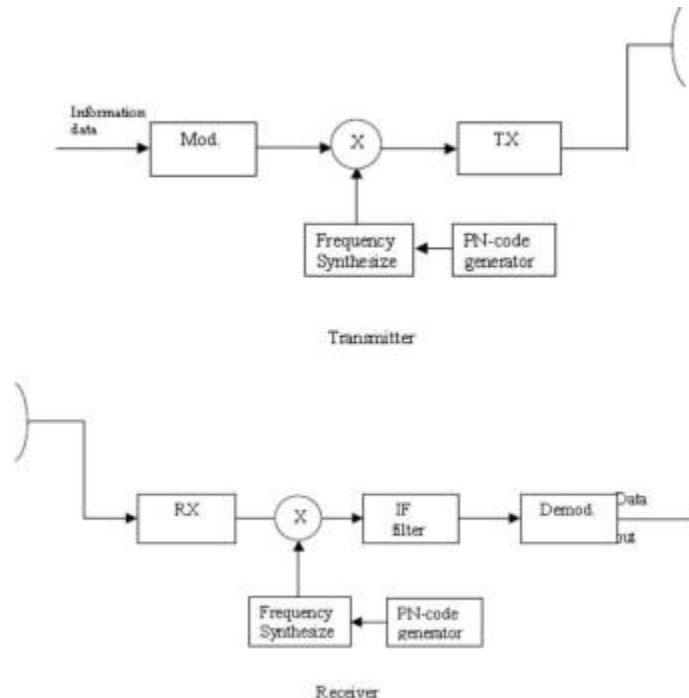 Information
data
Mod.
X
TX
Frequency
Synthesize
PN-code
generator
Transmitter
RX
X
IF
filter
Demod.
Data
out
Frequency
Synthesize
PN-code
generator
Receiver